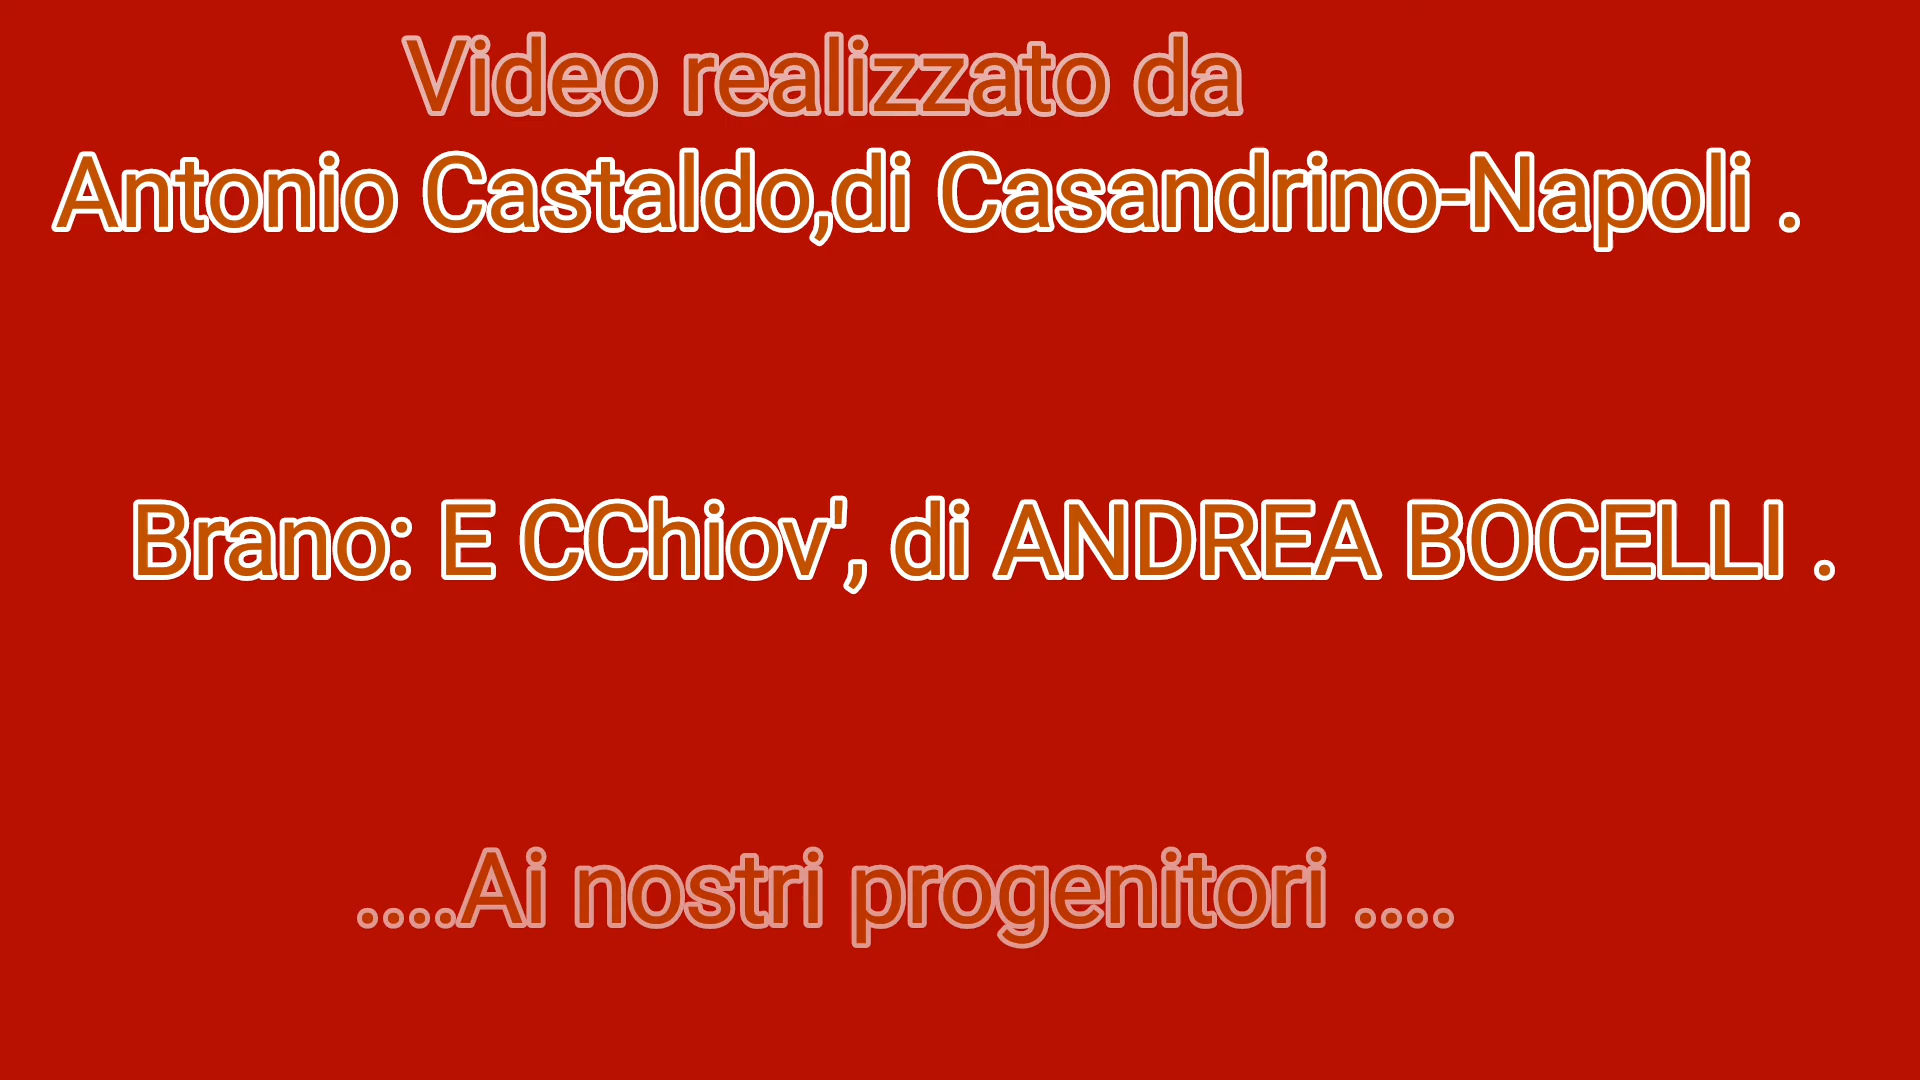 Video realizzato da
Antonio Castaldo,di Casandrino-Napoli .
Brano: E CChiov', di ANDREA BOCELLI .
....Ai nostri progenitori ....